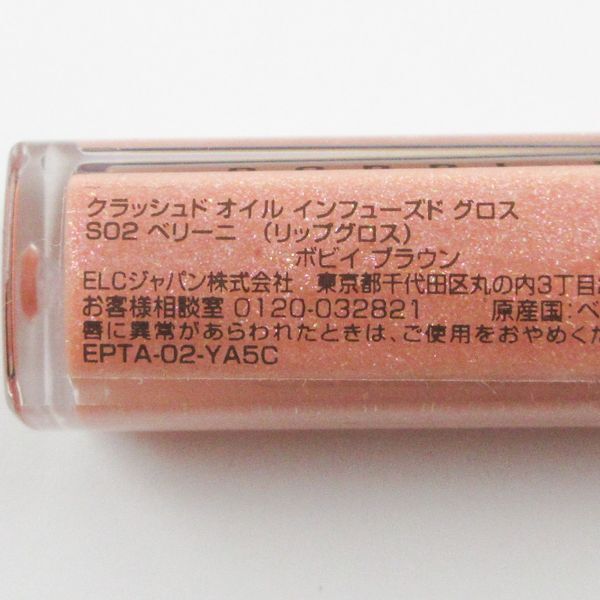 クラッシュド オイル インフューズド グロス
S02 ベリーニ （リップグロス）
ボビイ ブラウン
ELCジャパン株式会社 東京都千代田区丸の内3丁目
お客様相談室 0120-032821 原産国:ベ
唇に異常があらわれたときは、ご使用をおやめくだ
EPTA-02-YA5C